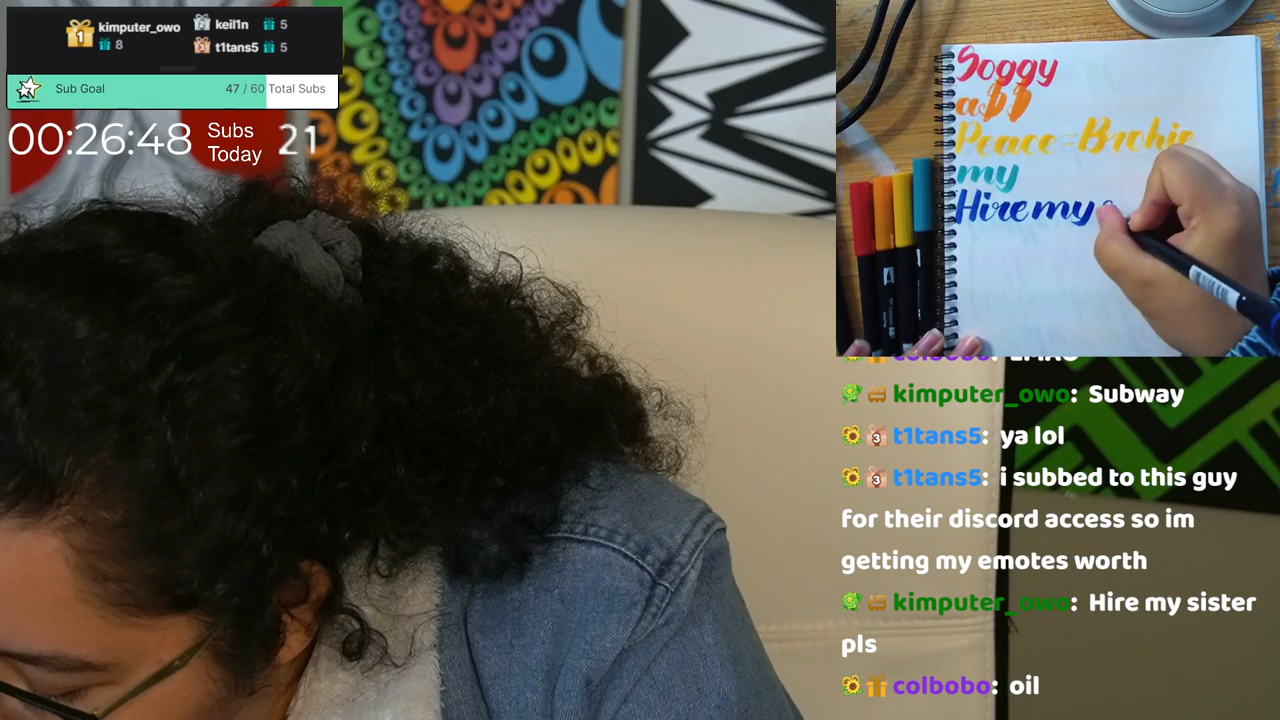 kimputer_owo
8
keil1n 5
t1tans5 5
Sub Goal 47 / 60 Total Subs
00:26:48 Subs Today 21
Soggy
Peace
my
Hire my
kimputer_owo: Subway
t1tans5: ya lol
t1tans5: i subbed to this guy
for their discord access so im
getting my emotes worth
kimputer_owo: Hire my sister
pls
colbobo: oil